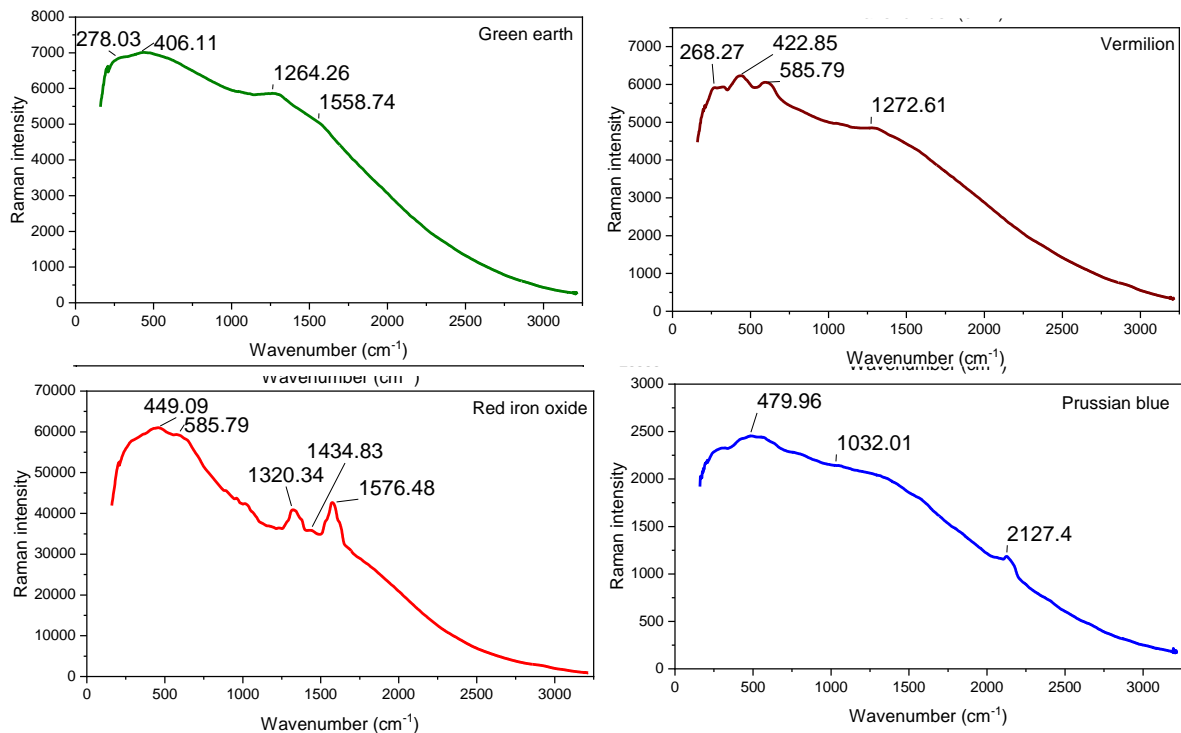 8000
7000
6000
5000
4000
3000
2000
1000
0
Raman intensity
278.03
406.11
1264.26
1558.74
Green earth
0 500 1000 1500 2000 2500 3000
Wavenumber (cm-1)
7000
6000
5000
4000
3000
2000
1000
0
Raman intensity
268.27
422.85
585.79
1272.61
Vermilion
0 500 1000 1500 2000 2500 3000
Wavenumber (cm-1)
Wavenumber (cm-1)
70000
60000
50000
40000
30000
20000
10000
0
Raman intensity
449.09
585.79
1320.34
1434.83
1576.48
Red iron oxide
0 500 1000 1500 2000 2500 3000
Wavenumber (cm-1)
3000
2500
2000
1500
1000
500
0
Raman intensity
479.96
1032.01
2127.4
Prussian blue
0 500 1000 1500 2000 2500 3000
Wavenumber (cm-1)